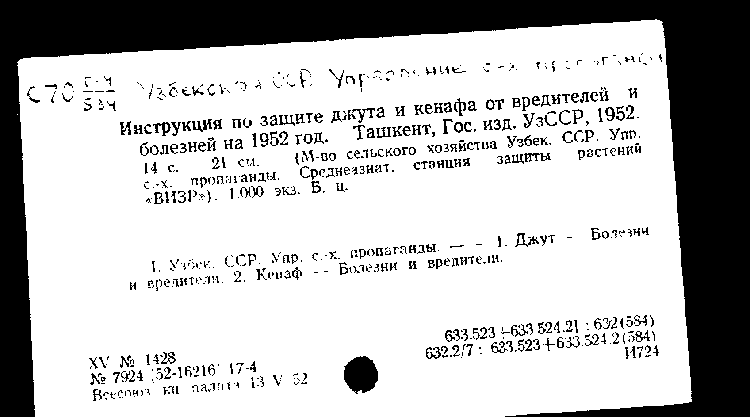 С70 Б-4
534
Узбекская ССР. Управление с-х пропаганды
Инструкция по защите джута и кенафа от вредителей и
болезней на 1952 год. Ташкент, Гос. изд. УзССР, 1952.
14 с. 21 см. (М-во сельского хозяйства Узбек. ССР. Упр.
с.-х. пропаганды. Среднеазиат. станция защиты растений
«ВИЗР»). 1.000 экз. Б. ц.
1. Узбек. ССР. Упр. с.-х. пропаганды. — - 1. Джут - Болезни
и вредители. 2. Кенаф -- Болезни и вредители.
633.523+633.524.21 : 632(584)
632.2/7 : 633.523+633.524.2(584)
И724
XV № 1428
№ 7924 [52-16216] 17-4
Всесоюз. кн. палата 13 V 52